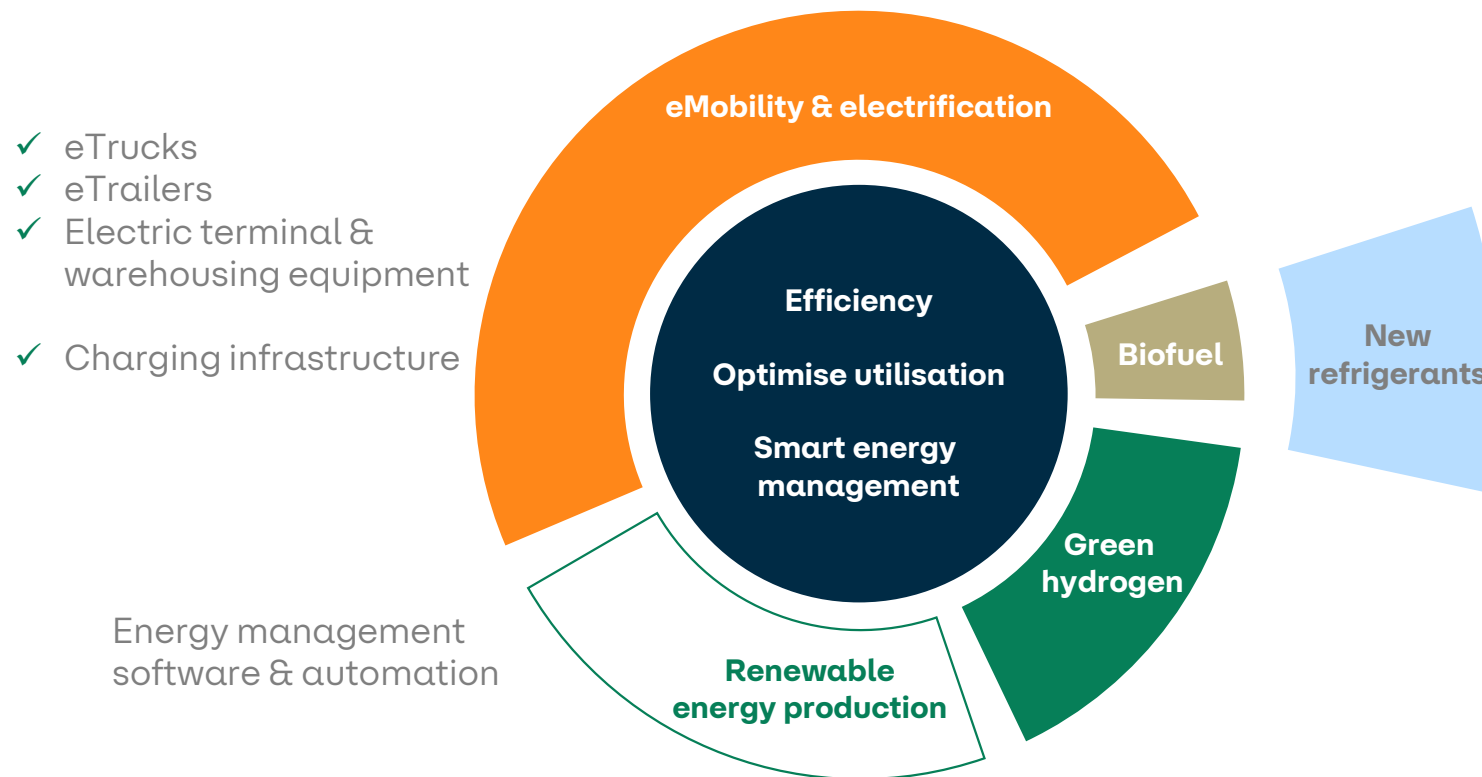 eMobility & electrification
eTrucks
eTrailers
Electric terminal &
warehousing equipment
Charging infrastructure
Efficiency
Optimise utilisation
Smart energy
management
Biofuel
New
refrigerants
Green
hydrogen
Energy management
software & automation
Renewable
energy production